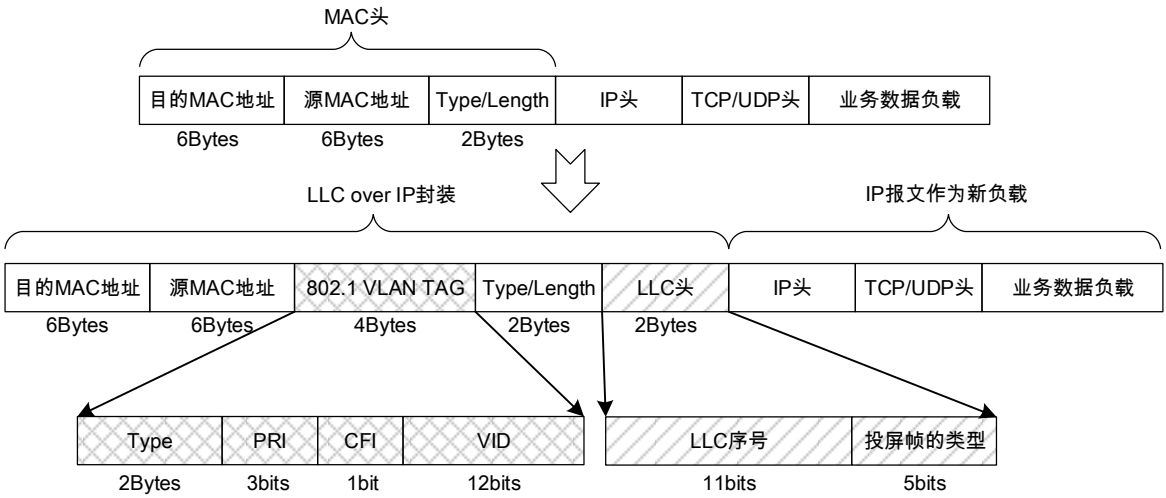 MAC头
目的MAC地址 源MAC地址 Type/Length IP头 TCP/UDP头 业务数据负载
6Bytes 6Bytes 2Bytes
LLC over IP封装 IP报文作为新负载
目的MAC地址 源MAC地址 802.1 VLAN TAG Type/Length LLC头 IP头 TCP/UDP头 业务数据负载
6Bytes 6Bytes 4Bytes 2Bytes 2Bytes
Type PRI CFI VID LLC序号 投屏帧的类型
2Bytes 3bits 1bit 12bits 11bits 5bits